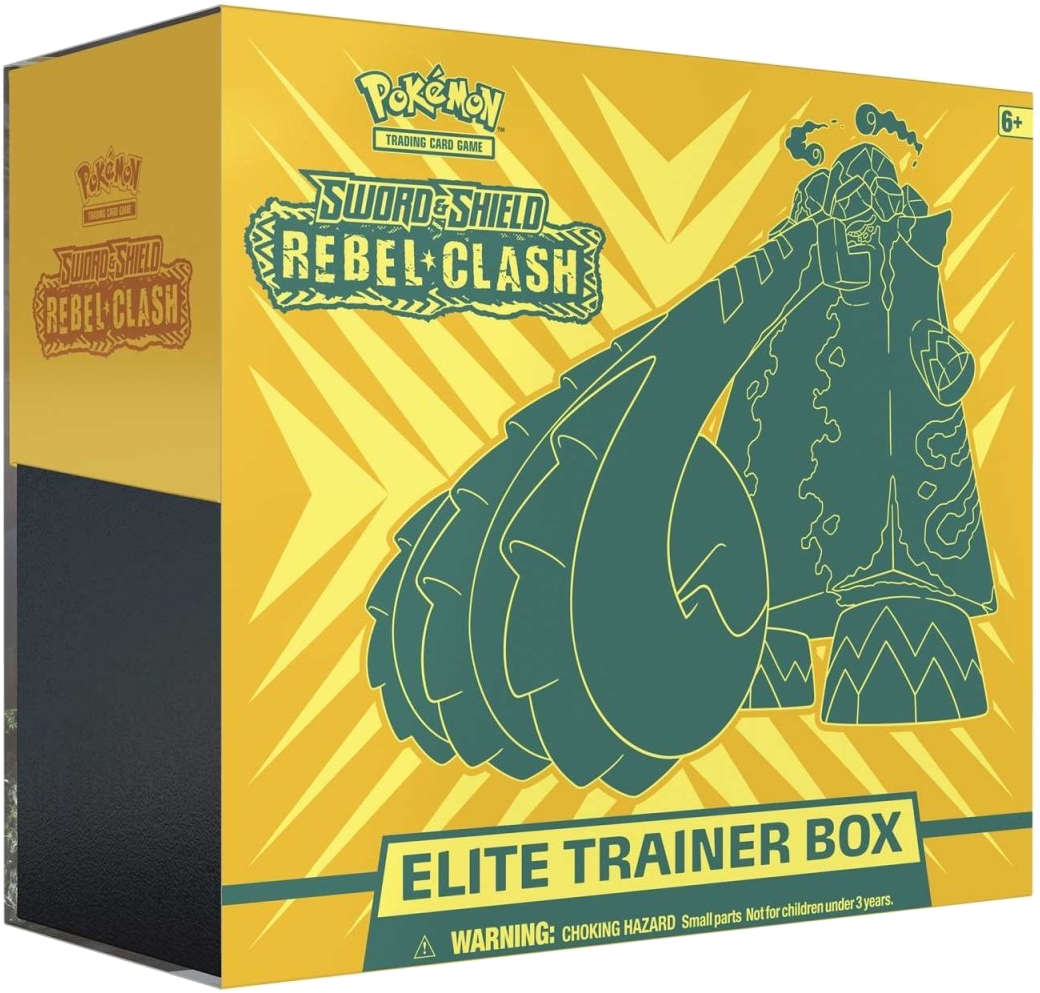 POKéMON
TRADING CARD GAME
SWORD & SHIELD
REBEL CLASH
6+
ELITE TRAINER BOX
WARNING: CHOKING HAZARD Small parts Not for children under 3 years.
POKéMON
TRADING CARD GAME
SWORD & SHIELD
REBEL CLASH